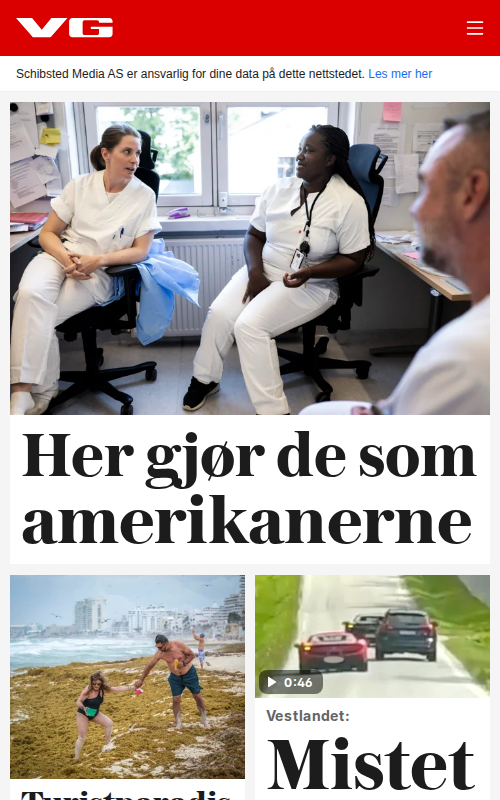 VG
Schibsted Media AS er ansvarlig for dine data på dette nettstedet. Les mer her
Her gjør de som
amerikanerne
0:46
Vestlandet:
Mistet
Turistparadis